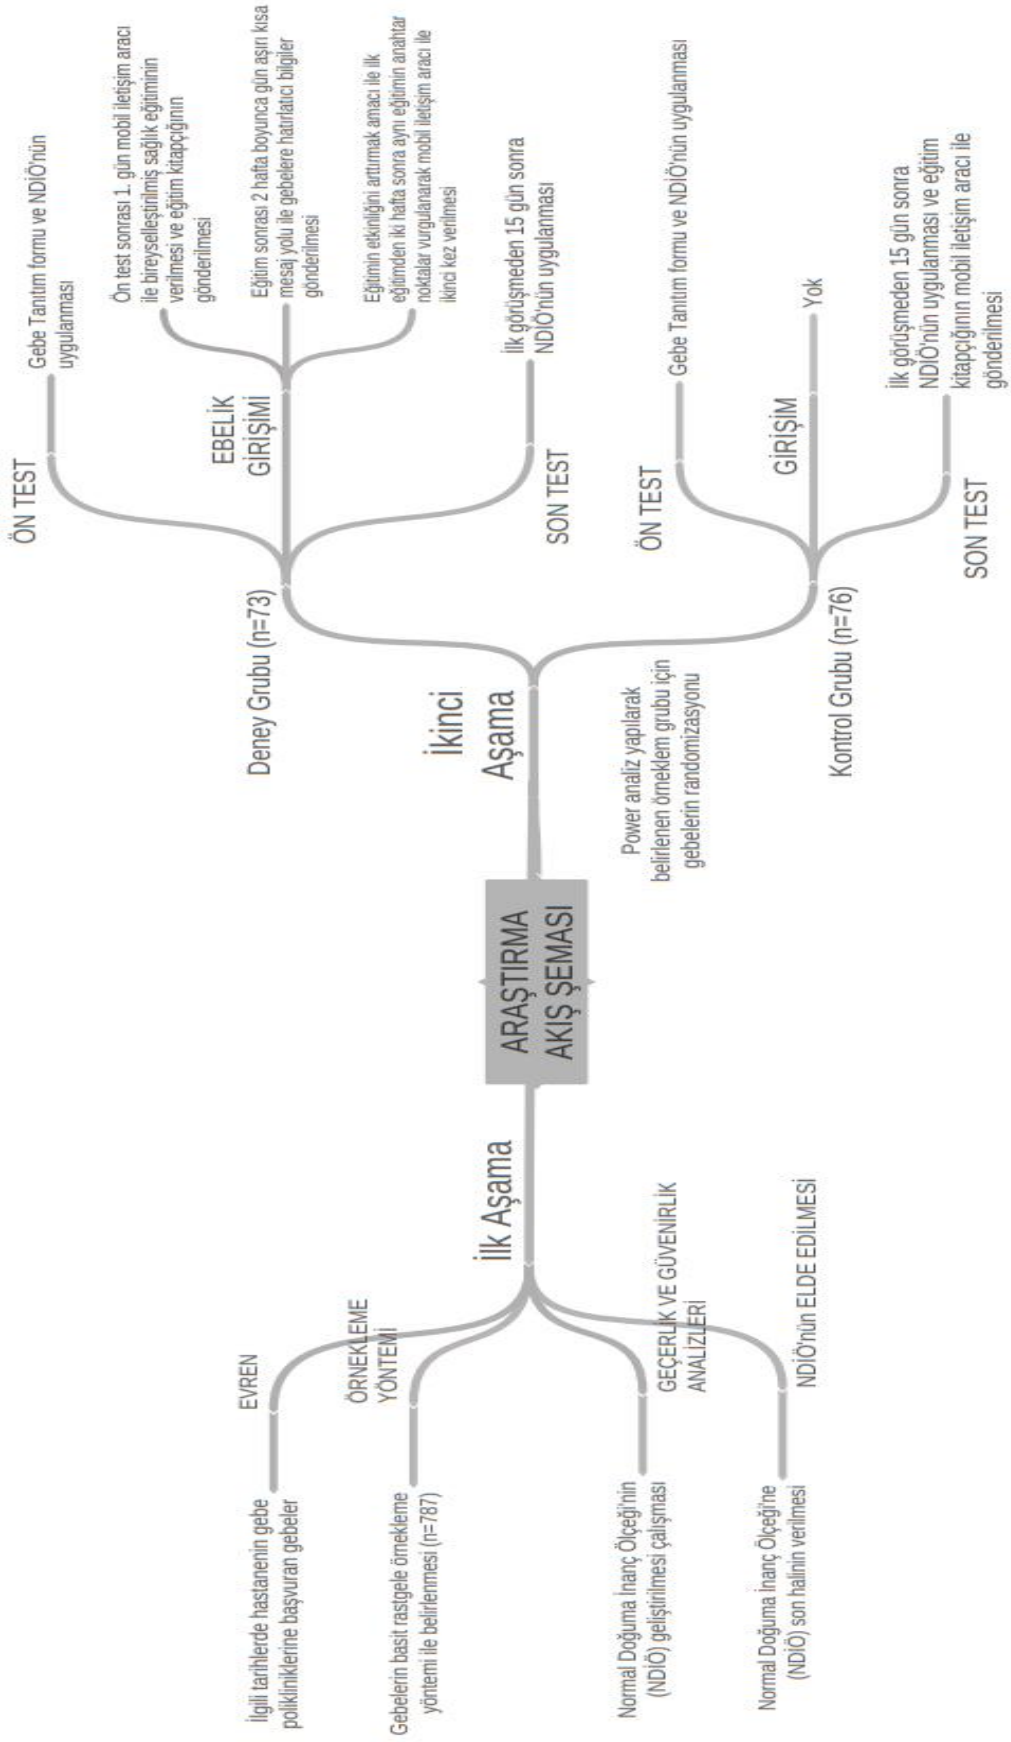 ARAŞTIRMA
AKIŞ ŞEMASI
İlk Aşama
EVREN
İlgili tarihlerde hastanenin gebe
polikliniklerine başvuran gebeler
ÖRNEKLEME
YÖNTEMİ
Gebelerin basit rastgele örnekleme
yöntemi ile belirlenmesi (n=787)
GEÇERLİK VE GÜVENİRLİK
ANALİZLERİ
Normal Doğuma İnanç Ölçeği'nin
(NDİÖ) geliştirilmesi çalışması
NDİÖ'nün ELDE EDİLMESİ
Normal Doğuma İnanç Ölçeği'ne
(NDİÖ) son halinin verilmesi
İkinci
Aşama
Power analiz yapılarak
belirlenen örneklem grubu için
gebelerin randomizasyonu
Deney Grubu (n=73)
ÖN TEST
Gebe Tanıtım formu ve NDİÖ'nün
uygulanması
EBELİK
GİRİŞİMİ
Ön test sonrası 1. gün mobil iletişim aracı
ile bireyselleştirilmiş sağlık eğitiminin
verilmesi ve eğitim kitapçığının
gönderilmesi
Eğitim sonrası 2 hafta boyunca gün aşırı kısa
mesaj yolu ile gebelere hatırlatıcı bilgiler
gönderilmesi
Eğitimin etkinliğini arttırmak amacı ile ilk
eğitimden iki hafta sonra aynı eğitimin anahtar
noktalar vurgulanarak mobil iletişim aracı ile
ikinci kez verilmesi
SON TEST
İlk görüşmeden 15 gün sonra
NDİÖ'nün uygulanması
Kontrol Grubu (n=76)
ÖN TEST
Gebe Tanıtım formu ve NDİÖ'nün uygulanması
GİRİŞİM
Yok
SON TEST
İlk görüşmeden 15 gün sonra
NDİÖ'nün uygulanması ve eğitim
kitapçığının mobil iletişim aracı ile
gönderilmesi